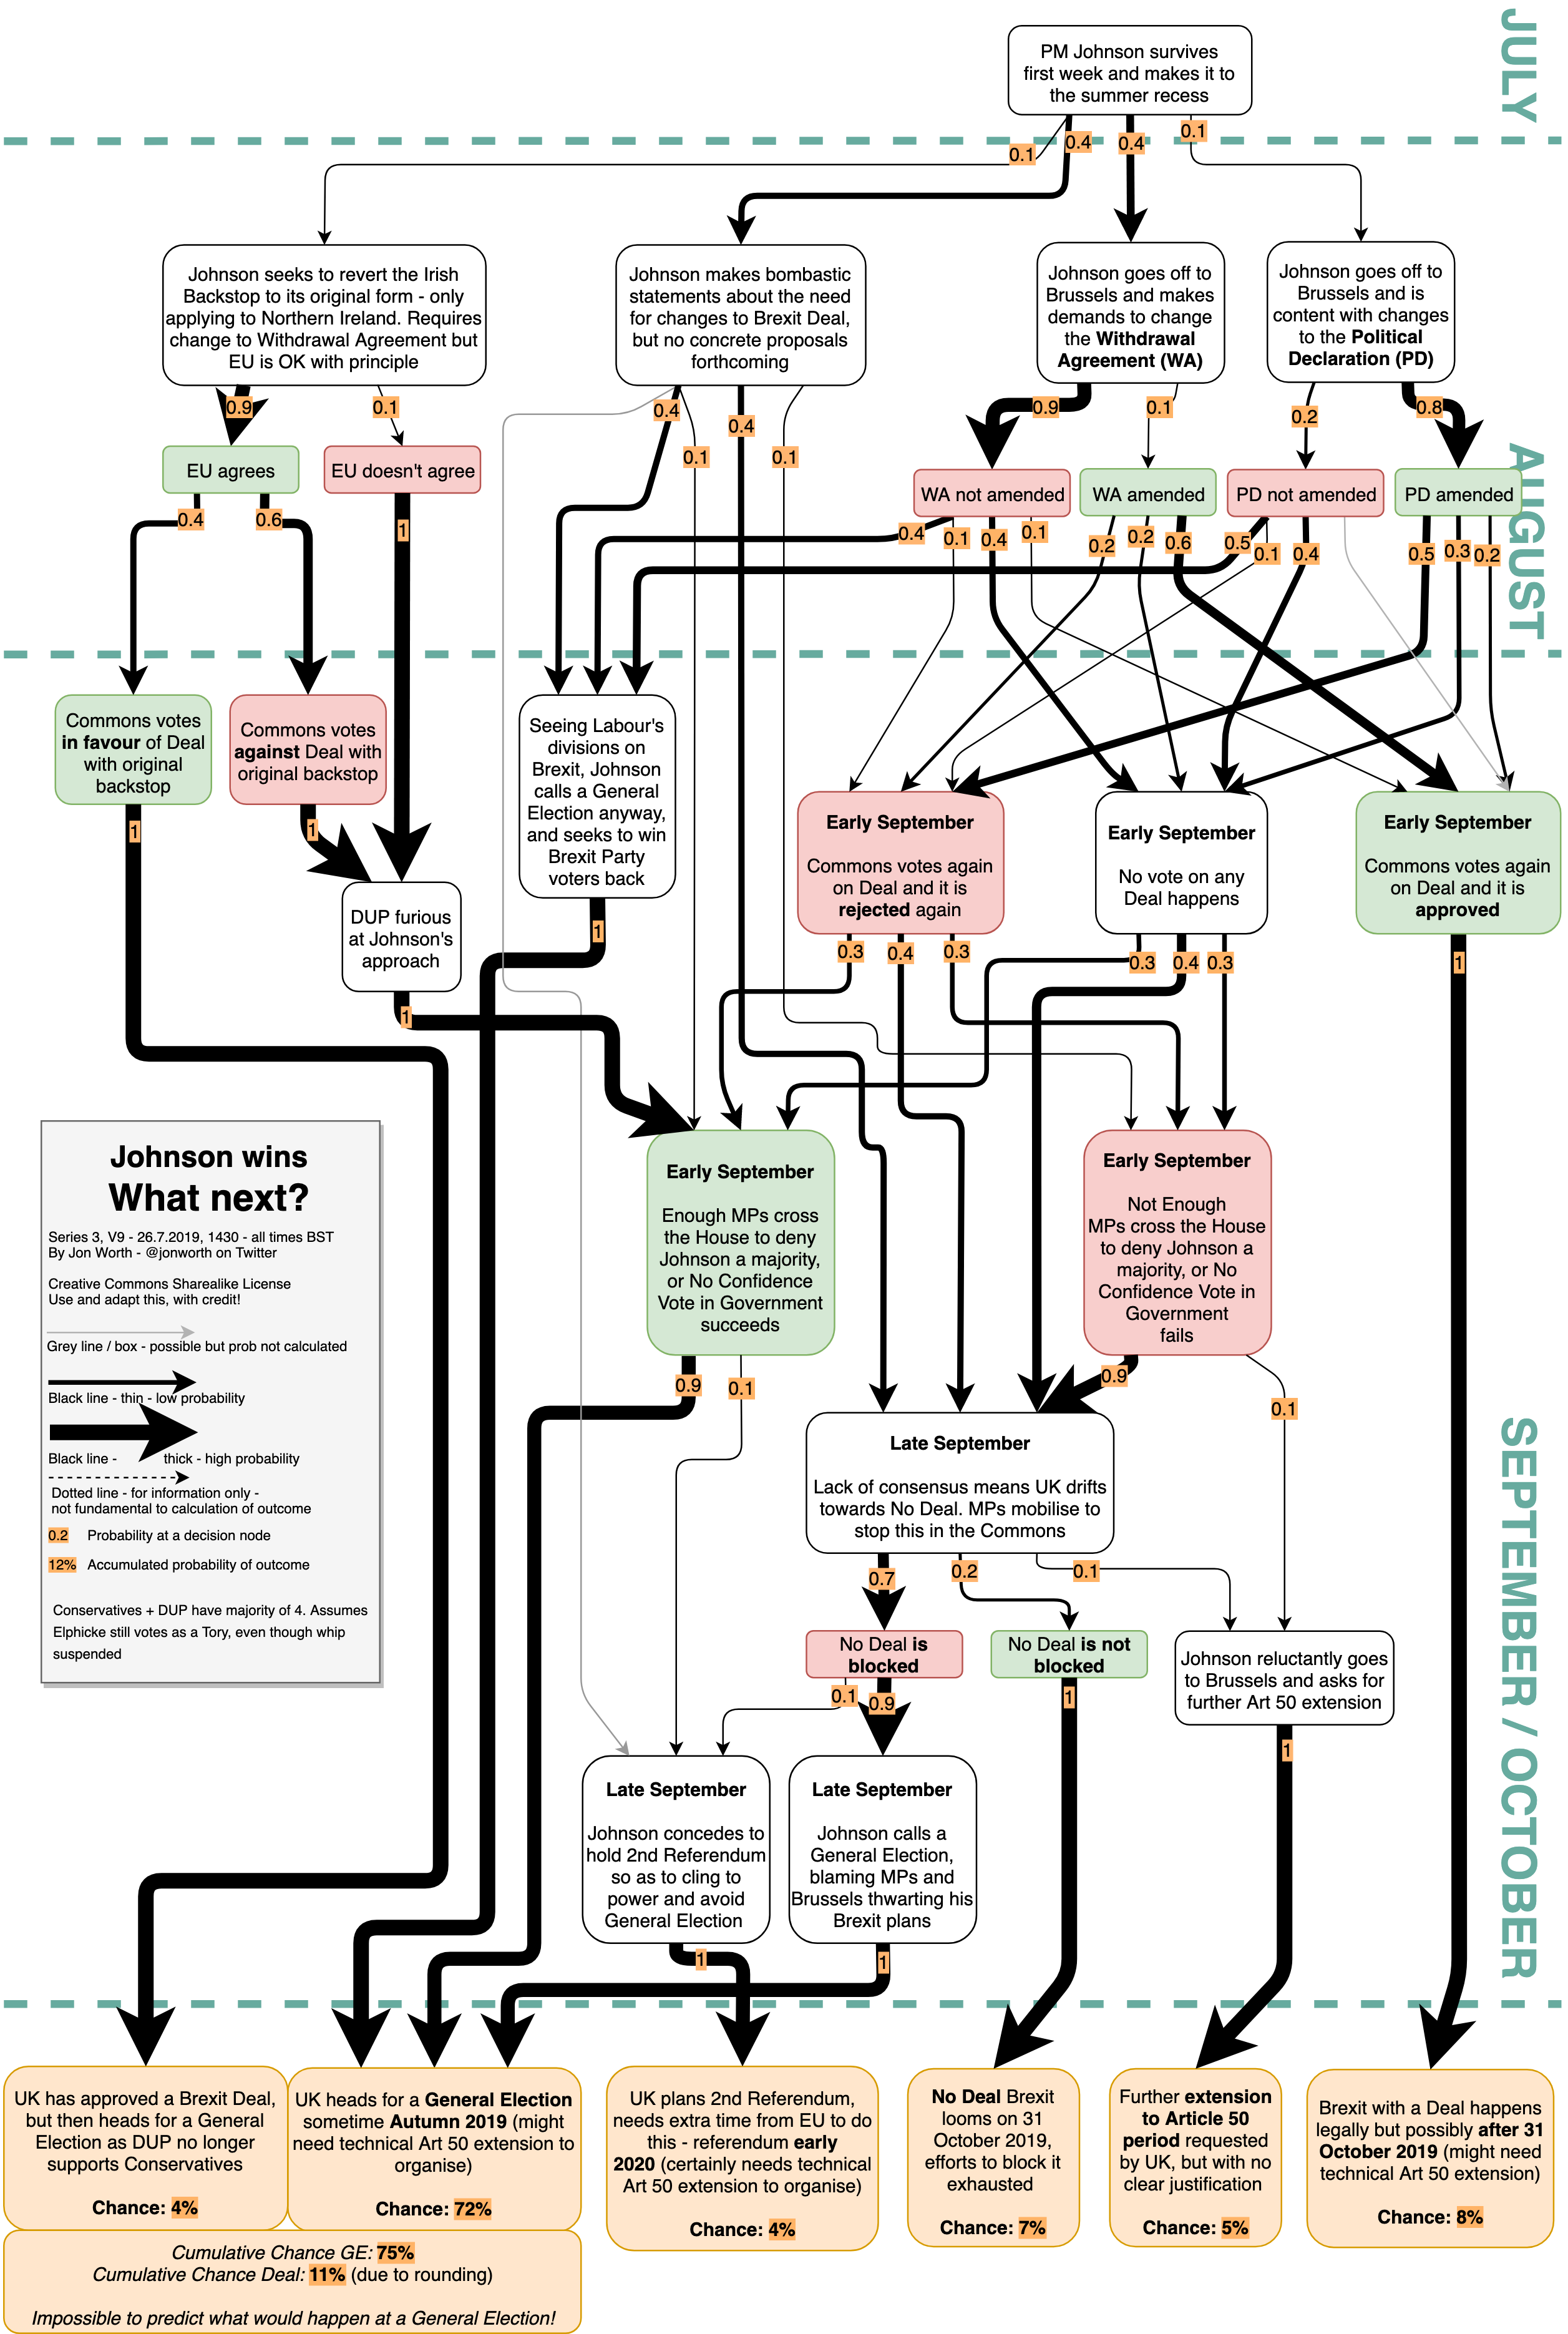 JULY
PM Johnson survives
first week and makes it to
the summer recess
0.1
0.4
0.4
0.1
Johnson seeks to revert the Irish
Backstop to its original form - only
applying to Northern Ireland. Requires
change to Withdrawal Agreement but
EU is OK with principle
Johnson makes bombastic
statements about the need
for changes to Brexit Deal,
but no concrete proposals
forthcoming
Johnson goes off to
Brussels and makes
demands to change
the Withdrawal
Agreement (WA)
Johnson goes off to
Brussels and is
content with changes
to the Political
Declaration (PD)
0.9
0.1
0.4
0.1
0.4
0.1
0.9
0.1
0.2
0.8
AUGUST
EU agrees
EU doesn't agree
WA not amended
WA amended
PD not amended
PD amended
0.4
0.6
1
0.4
0.1
0.4
0.1
0.2
0.2
0.6
0.5
0.1
0.4
0.5
0.3
0.2
Commons votes
in favour of Deal
with original
backstop
Commons votes
against Deal with
original backstop
Seeing Labour's
divisions on
Brexit, Johnson
calls a General
Election anyway,
and seeks to win
Brexit Party
voters back
Early September
Commons votes again
on Deal and it is
rejected again
Early September
No vote on any
Deal happens
Early September
Commons votes again
on Deal and it is
approved
1
1
DUP furious
at Johnson's
approach
1
1
0.3
0.4
0.3
0.3
0.4
0.3
1
Johnson wins
What next?
Series 3, V9 - 26.7.2019, 1430 - all times BST
By Jon Worth - @jonworth on Twitter
Creative Commons Sharealike License
Use and adapt this, with credit!
Grey line / box - possible but prob not calculated
Black line - thin - low probability
Black line - thick - high probability
Dotted line - for information only -
not fundamental to calculation of outcome
0.2 Probability at a decision node
12% Accumulated probability of outcome
Conservatives + DUP have majority of 4. Assumes
Elphicke still votes as a Tory, even though whip
suspended
Early September
Enough MPs cross
the House to deny
Johnson a majority,
or No Confidence
Vote in Government
succeeds
Early September
Not Enough
MPs cross the House
to deny Johnson a
majority, or No
Confidence Vote in
Government
fails
0.9
0.1
0.9
0.1
SEPTEMBER / OCTOBER
Late September
Lack of consensus means UK drifts
towards No Deal. MPs mobilise to
stop this in the Commons
0.7
0.2
0.1
No Deal is
blocked
No Deal is not
blocked
Johnson reluctantly goes
to Brussels and asks for
further Art 50 extension
0.1
0.9
1
1
Late September
Johnson concedes to
hold 2nd Referendum
so as to cling to
power and avoid
General Election
Late September
Johnson calls a
General Election,
blaming MPs and
Brussels thwarting his
Brexit plans
1
1
UK has approved a Brexit Deal,
but then heads for a General
Election as DUP no longer
supports Conservatives
Chance: 4%
UK heads for a General Election
sometime Autumn 2019 (might
need technical Art 50 extension to
organise)
Chance: 72%
UK plans 2nd Referendum,
needs extra time from EU to do
this - referendum early
2020 (certainly needs technical
Art 50 extension to organise)
Chance: 4%
No Deal Brexit
looms on 31
October 2019,
efforts to block it
exhausted
Chance: 7%
Further extension
to Article 50
period requested
by UK, but with no
clear justification
Chance: 5%
Brexit with a Deal happens
legally but possibly after 31
October 2019 (might need
technical Art 50 extension)
Chance: 8%
Cumulative Chance GE: 75%
Cumulative Chance Deal: 11% (due to rounding)
Impossible to predict what would happen at a General Election!